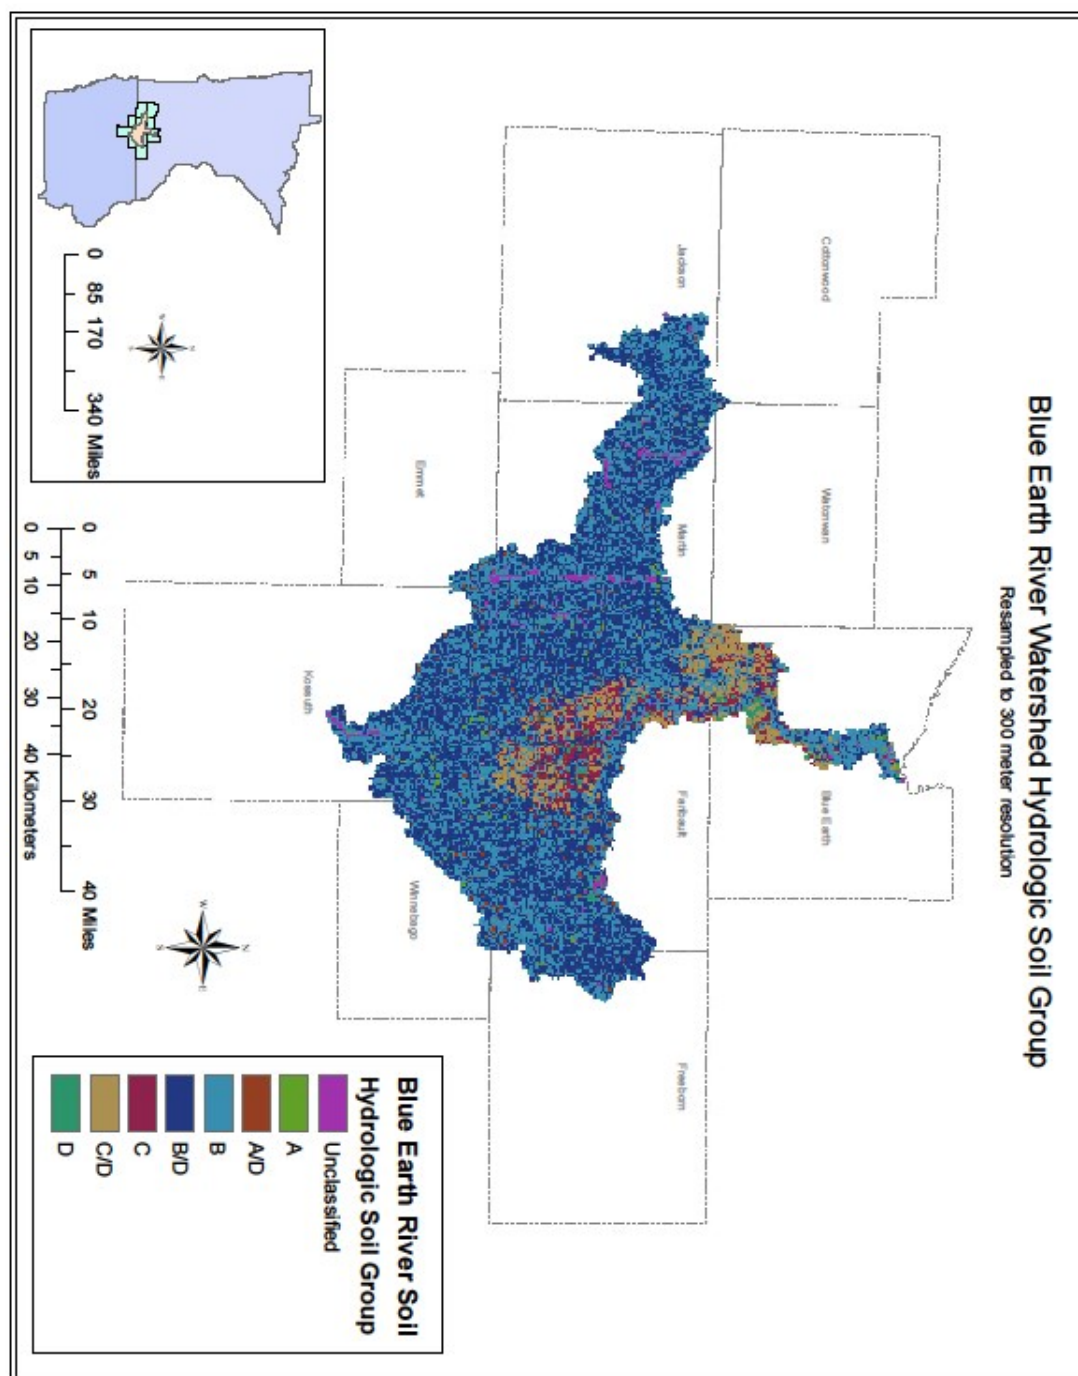 Blue Earth River Watershed Hydrologic Soil Group
Resampled to 300 meter resolution
Cottonwood
Watonwan
Blue Earth
Jackson
Martin
Faribault
Freeborn
Emmet
Kossuth
Winnebago
0 85 170 340 Miles
0 5 10 20 30 40 Miles
0 5 10 20 30 40 Kilometers
W
N
S
E
Blue Earth River Soil
Hydrologic Soil Group
Unclassified
A
A/D
B
B/D
C
C/D
D